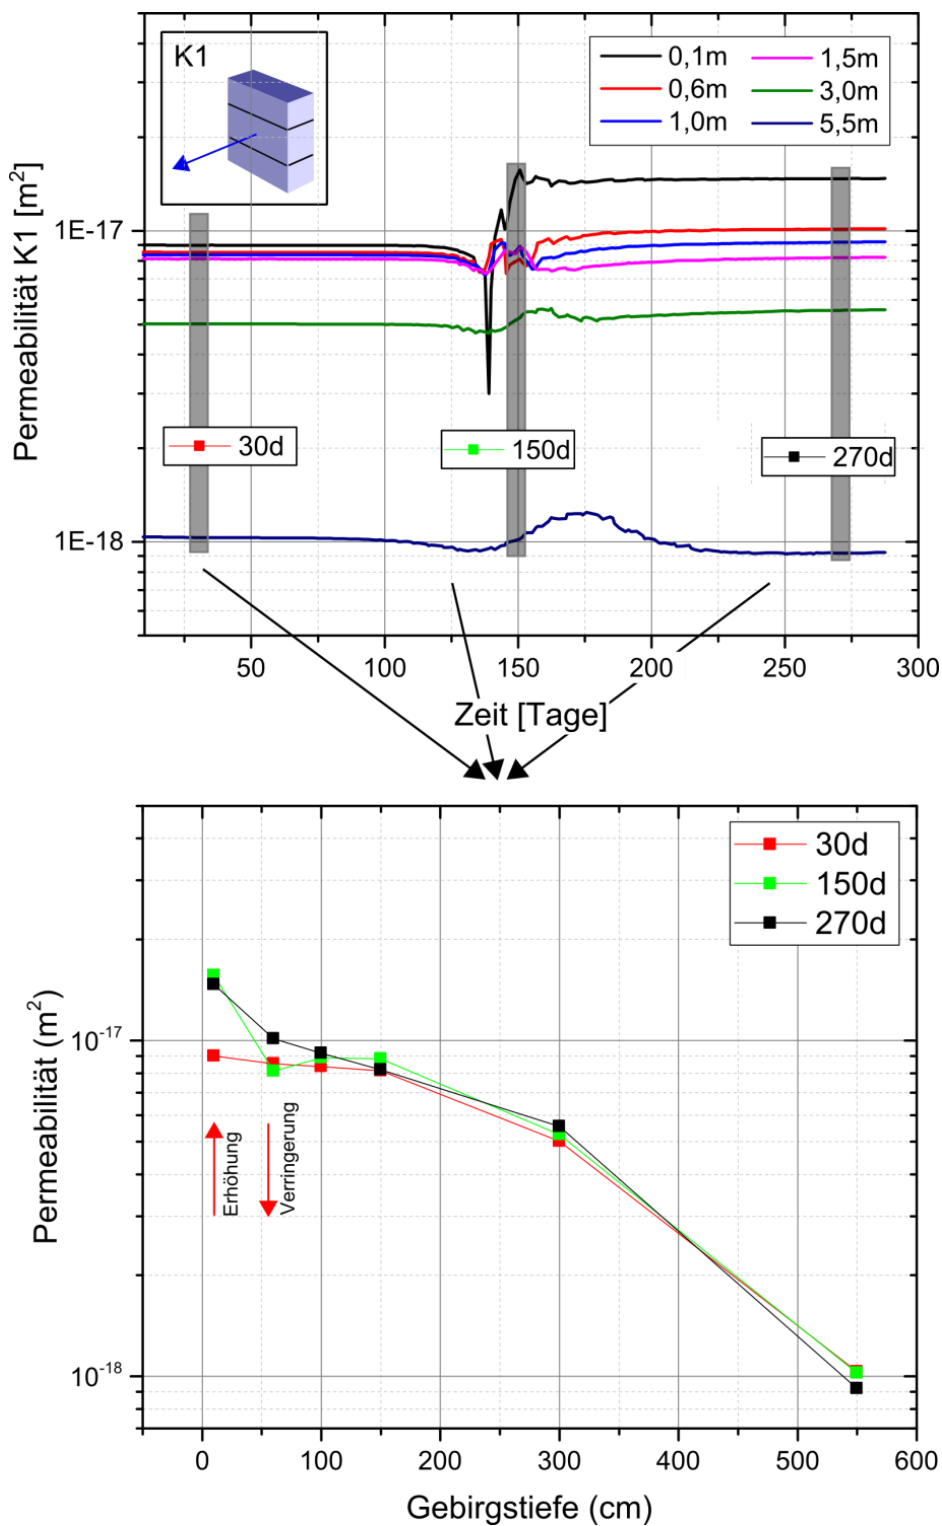 K1
0,1m
0,6m
1,0m
1,5m
3,0m
5,5m
Permeabilität K1 [m²]
1E-17
1E-18
30d
150d
270d
50
100
150
200
250
300
Zeit [Tage]
30d
150d
270d
Permeabilität (m²)
10⁻¹⁷
10⁻¹⁸
Erhöhung
Verringerung
0
100
200
300
400
500
600
Gebirgstiefe (cm)